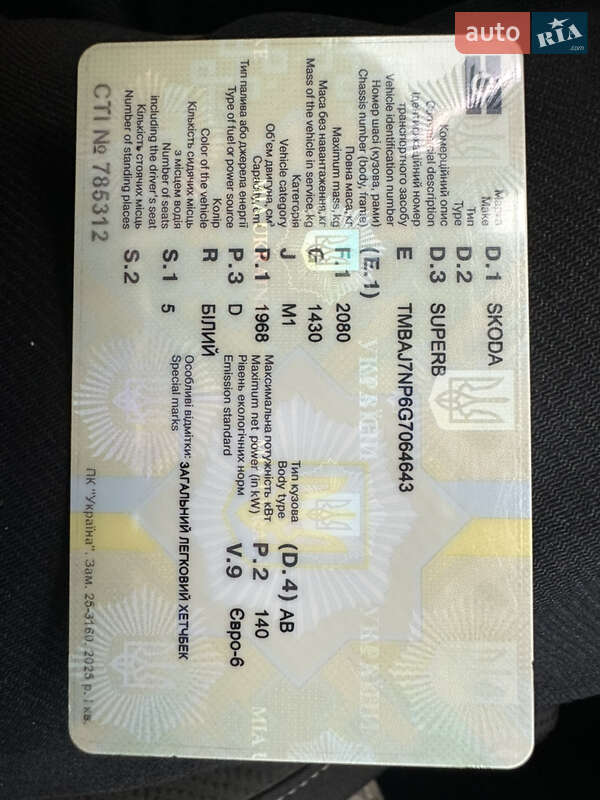 auto RIA .com
Марка D.1 SKODA
Make
Тип D.2
Type
Комерційний опис D.3 SUPERB
Commercial description
Ідентифікаційний номер E TMBAJ7NP6G7064643
транспортного засобу
Vehicle identification number
Номер шасі (кузова, рами) (E.1)
Chassis number (body, frame)
Повна маса, кг F.1 2080
Maximum mass, kg
Маса без навантаження, кг G 1430
Mass of the vehicle in service, kg
Категорія J M1 Тип кузова (D.4) АВ
Vehicle category Body type
Об'єм двигуна, см³ P.1 1968 Максимальна потужність кВт P.2 140
Capacity, cm³ Maximum net power (in kW)
Тип палива або джерела енергії P.3 D Рівень екологічних норм V.9 Євро-6
Type of fuel or power source Emission standard
Колір R БІЛИЙ
Color of the vehicle
Кількість сидячих місць S.1 5 Особливі відмітки: ЗАГАЛЬНИЙ ЛЕГКОВИЙ ХЕТЧБЕК
з місцем водія Special marks
Number of seats
including the driver's seat
Кількість стоячих місць S.2
Number of standing places
СТІ № 785312
ПК "Україна". Зам. 25-3160. 2025 р. I кв.
УКРАЇНА
МІА